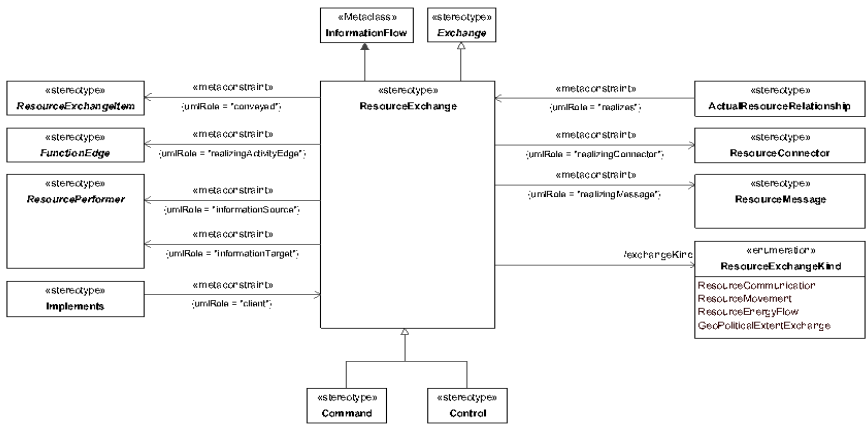 «Metaclass»
InformationFlow
«stereotype»
Exchange
«stereotype»
ResourceExchangeItem
«metaconstraint»
{umlRole = "conveyed"}
«stereotype»
ResourceExchange
«metaconstraint»
{umlRole = "realizes"}
«stereotype»
ActualResourceRelationship
«stereotype»
FunctionEdge
«metaconstraint»
{umlRole = "realizingActivityEdge"}
«metaconstraint»
{umlRole = "realizingConnector"}
«stereotype»
ResourceConnector
«stereotype»
ResourcePerformer
«metaconstraint»
{umlRole = "informationSource"}
«metaconstraint»
{umlRole = "informationTarget"}
«metaconstraint»
{umlRole = "realizingMessage"}
«stereotype»
ResourceMessage
/exchangeKind
«enumeration»
ResourceExchangeKind
ResourceCommunication
ResourceMovement
ResourceEnergyFlow
GeoPoliticalExtentExchange
«stereotype»
Implements
«metaconstraint»
{umlRole = "client"}
«stereotype»
Command
«stereotype»
Control